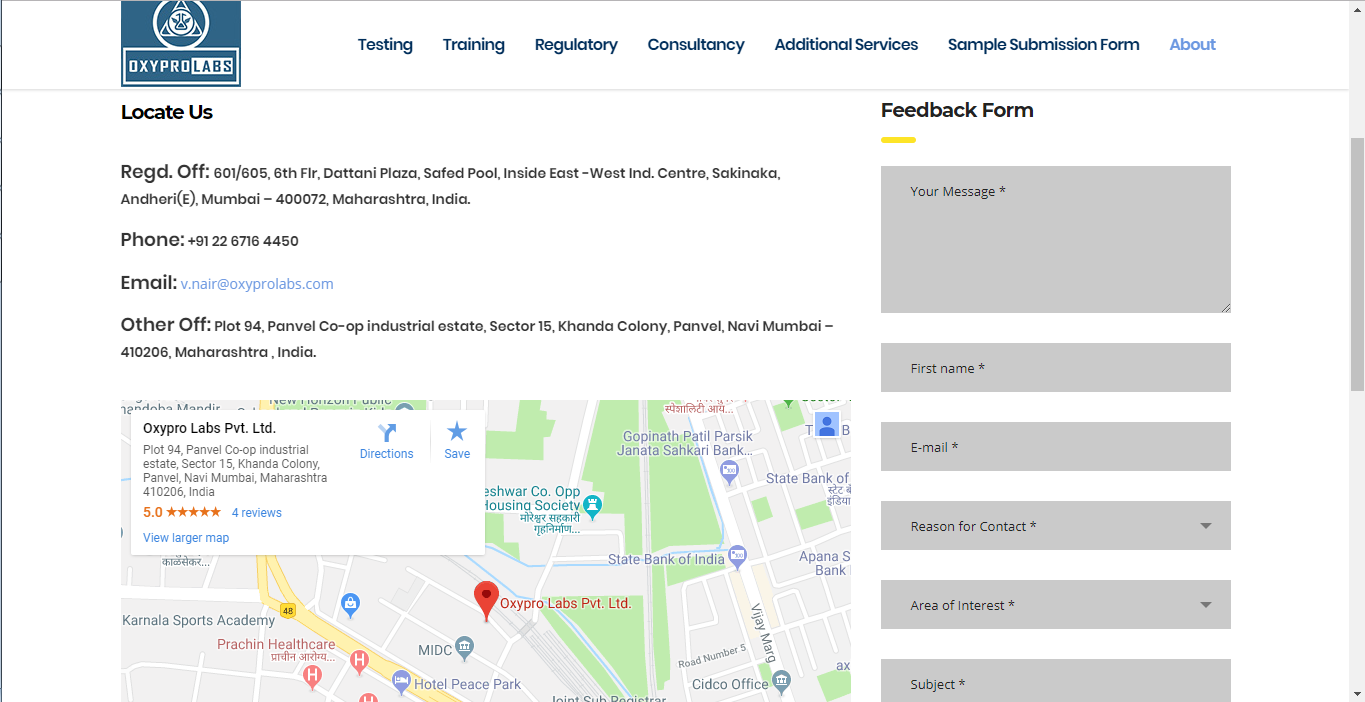 OXYPROLABS
Testing
Training
Regulatory
Consultancy
Additional Services
Sample Submission Form
About
Locate Us
Regd. Off: 601/605, 6th Flr, Dattani Plaza, Safed Pool, Inside East -West Ind. Centre, Sakinaka,
Andheri(E), Mumbai – 400072, Maharashtra, India.
Phone: +91 22 6716 4450
Email: v.nair@oxyprolabs.com
Other Off: Plot 94, Panvel Co-op industrial estate, Sector 15, Khanda Colony, Panvel, Navi Mumbai –
410206, Maharashtra , India.
Oxypro Labs Pvt. Ltd.
Plot 94, Panvel Co-op industrial
estate, Sector 15, Khanda Colony,
Panvel, Navi Mumbai, Maharashtra
410206, India
5.0 ★★★★★ 4 reviews
View larger map
Directions
Save
New Horizon Public
स्पेशालिटी आय...
Gopinath Patil Parsik
Janata Sahkari Bank...
State Bank of
स्टेट
इंडिया
eshwar Co. Opp
Housing Society
मोरेश्वर सहकारी
गृहनिर्माण...
State Bank of India
Apana S
Bank
काळसेकर...
48
Oxypro Labs Pvt. Ltd.
Karnala Sports Academy
Prachin Healthcare
प्राचीन आरोग्य...
MIDC
Hotel Peace Park
Vijay Marg
Road Number 5
Cidco Office
ax
Joint Sub Registrar
Feedback Form
Your Message *
First name *
E-mail *
Reason for Contact *
Area of Interest *
Subject *